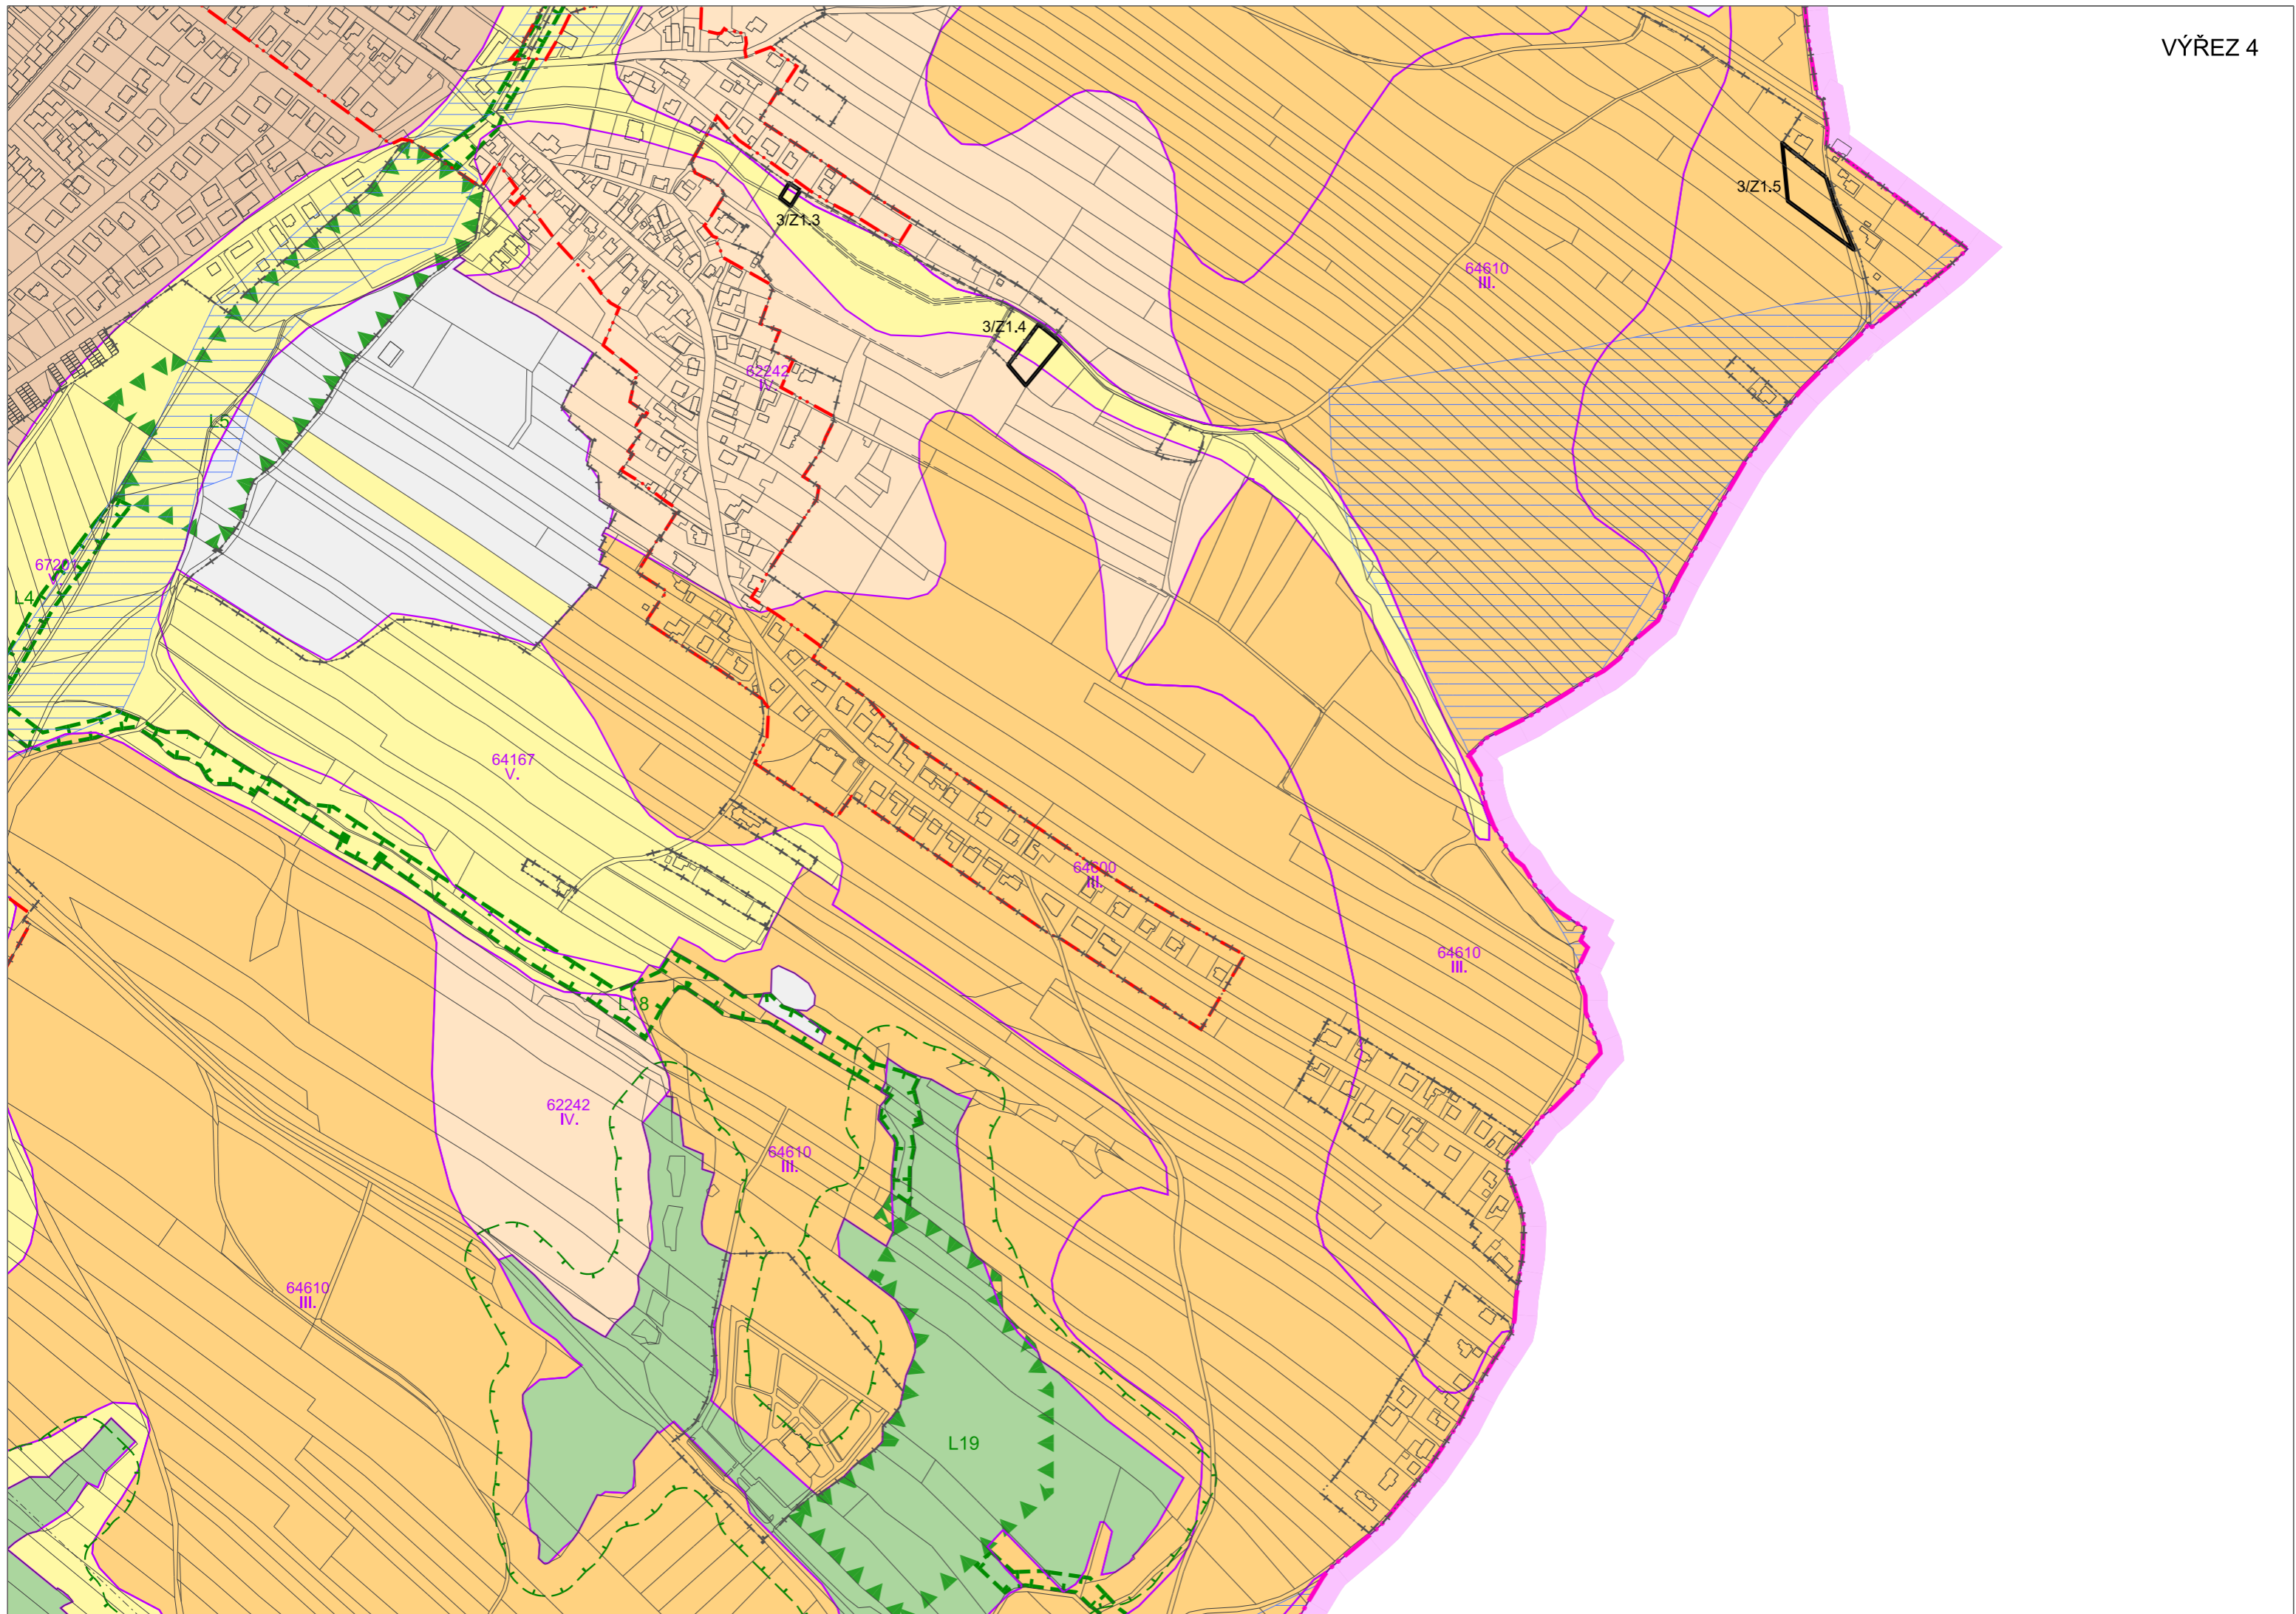 VÝŘEZ 4
3/Z1.5
3/Z1.3
64610
III.
3/Z1.4
62242
IV.
L5
67201
V.
L4
64167
V.
64600
III.
64610
III.
L18
62242
IV.
64610
III.
64610
III.
L19